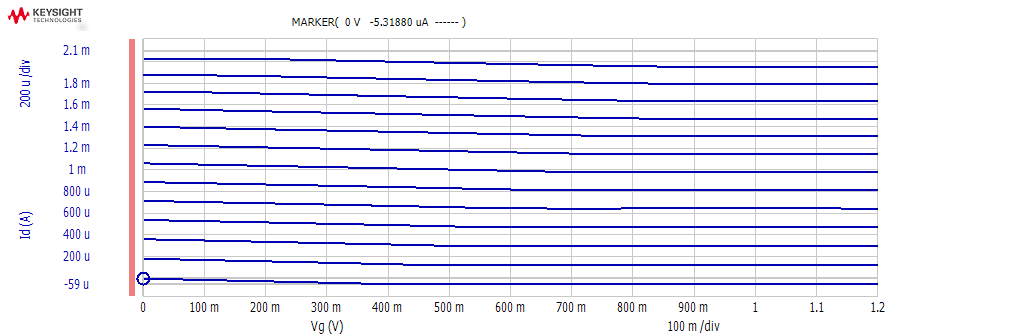 KEYSIGHT
TECHNOLOGIES
MARKER( 0 V -5.31880 uA ------ )
200 u /div
Id (A)
2.1 m
1.8 m
1.6 m
1.4 m
1.2 m
1 m
800 u
600 u
400 u
200 u
-59 u
0
100 m
200 m
300 m
400 m
500 m
600 m
700 m
800 m
900 m
1
1.1
1.2
Vg (V)
100 m /div